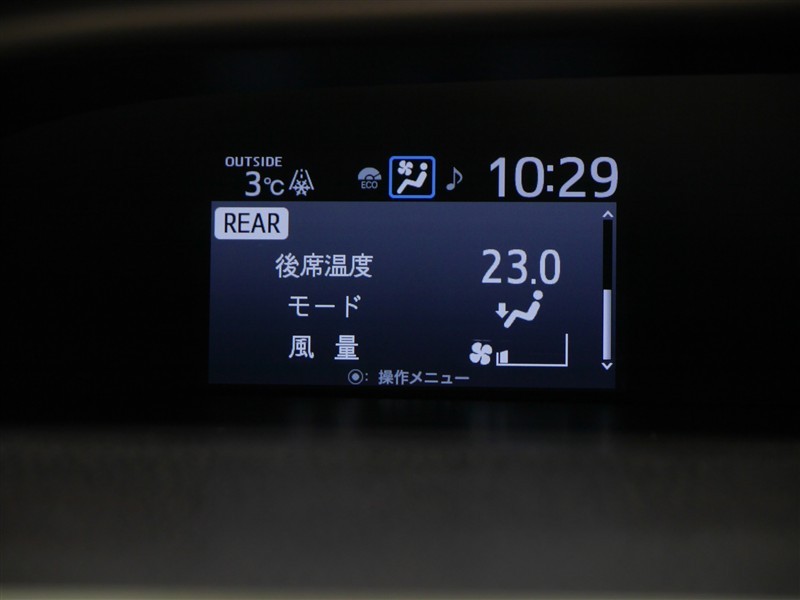 OUTSIDE
3℃
ECO
10:29
REAR
後席温度 23.0
モード
風 量
: 操作メニュー